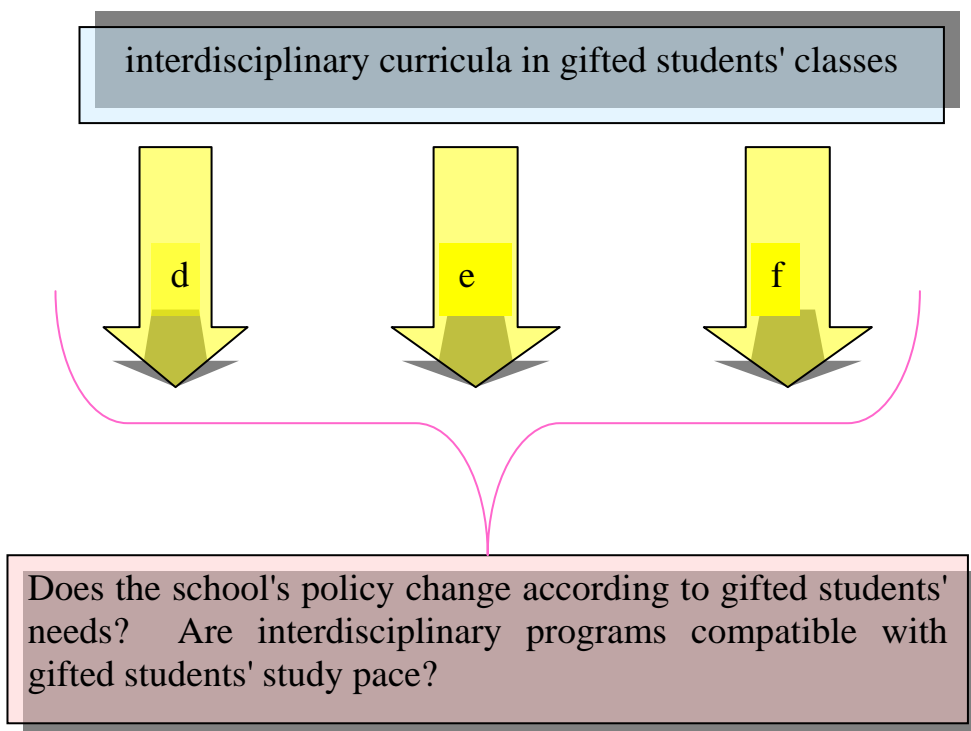 interdisciplinary curricula in gifted students' classes
d
e
f
Does the school's policy change according to gifted students'
needs? Are interdisciplinary programs compatible with
gifted students' study pace?